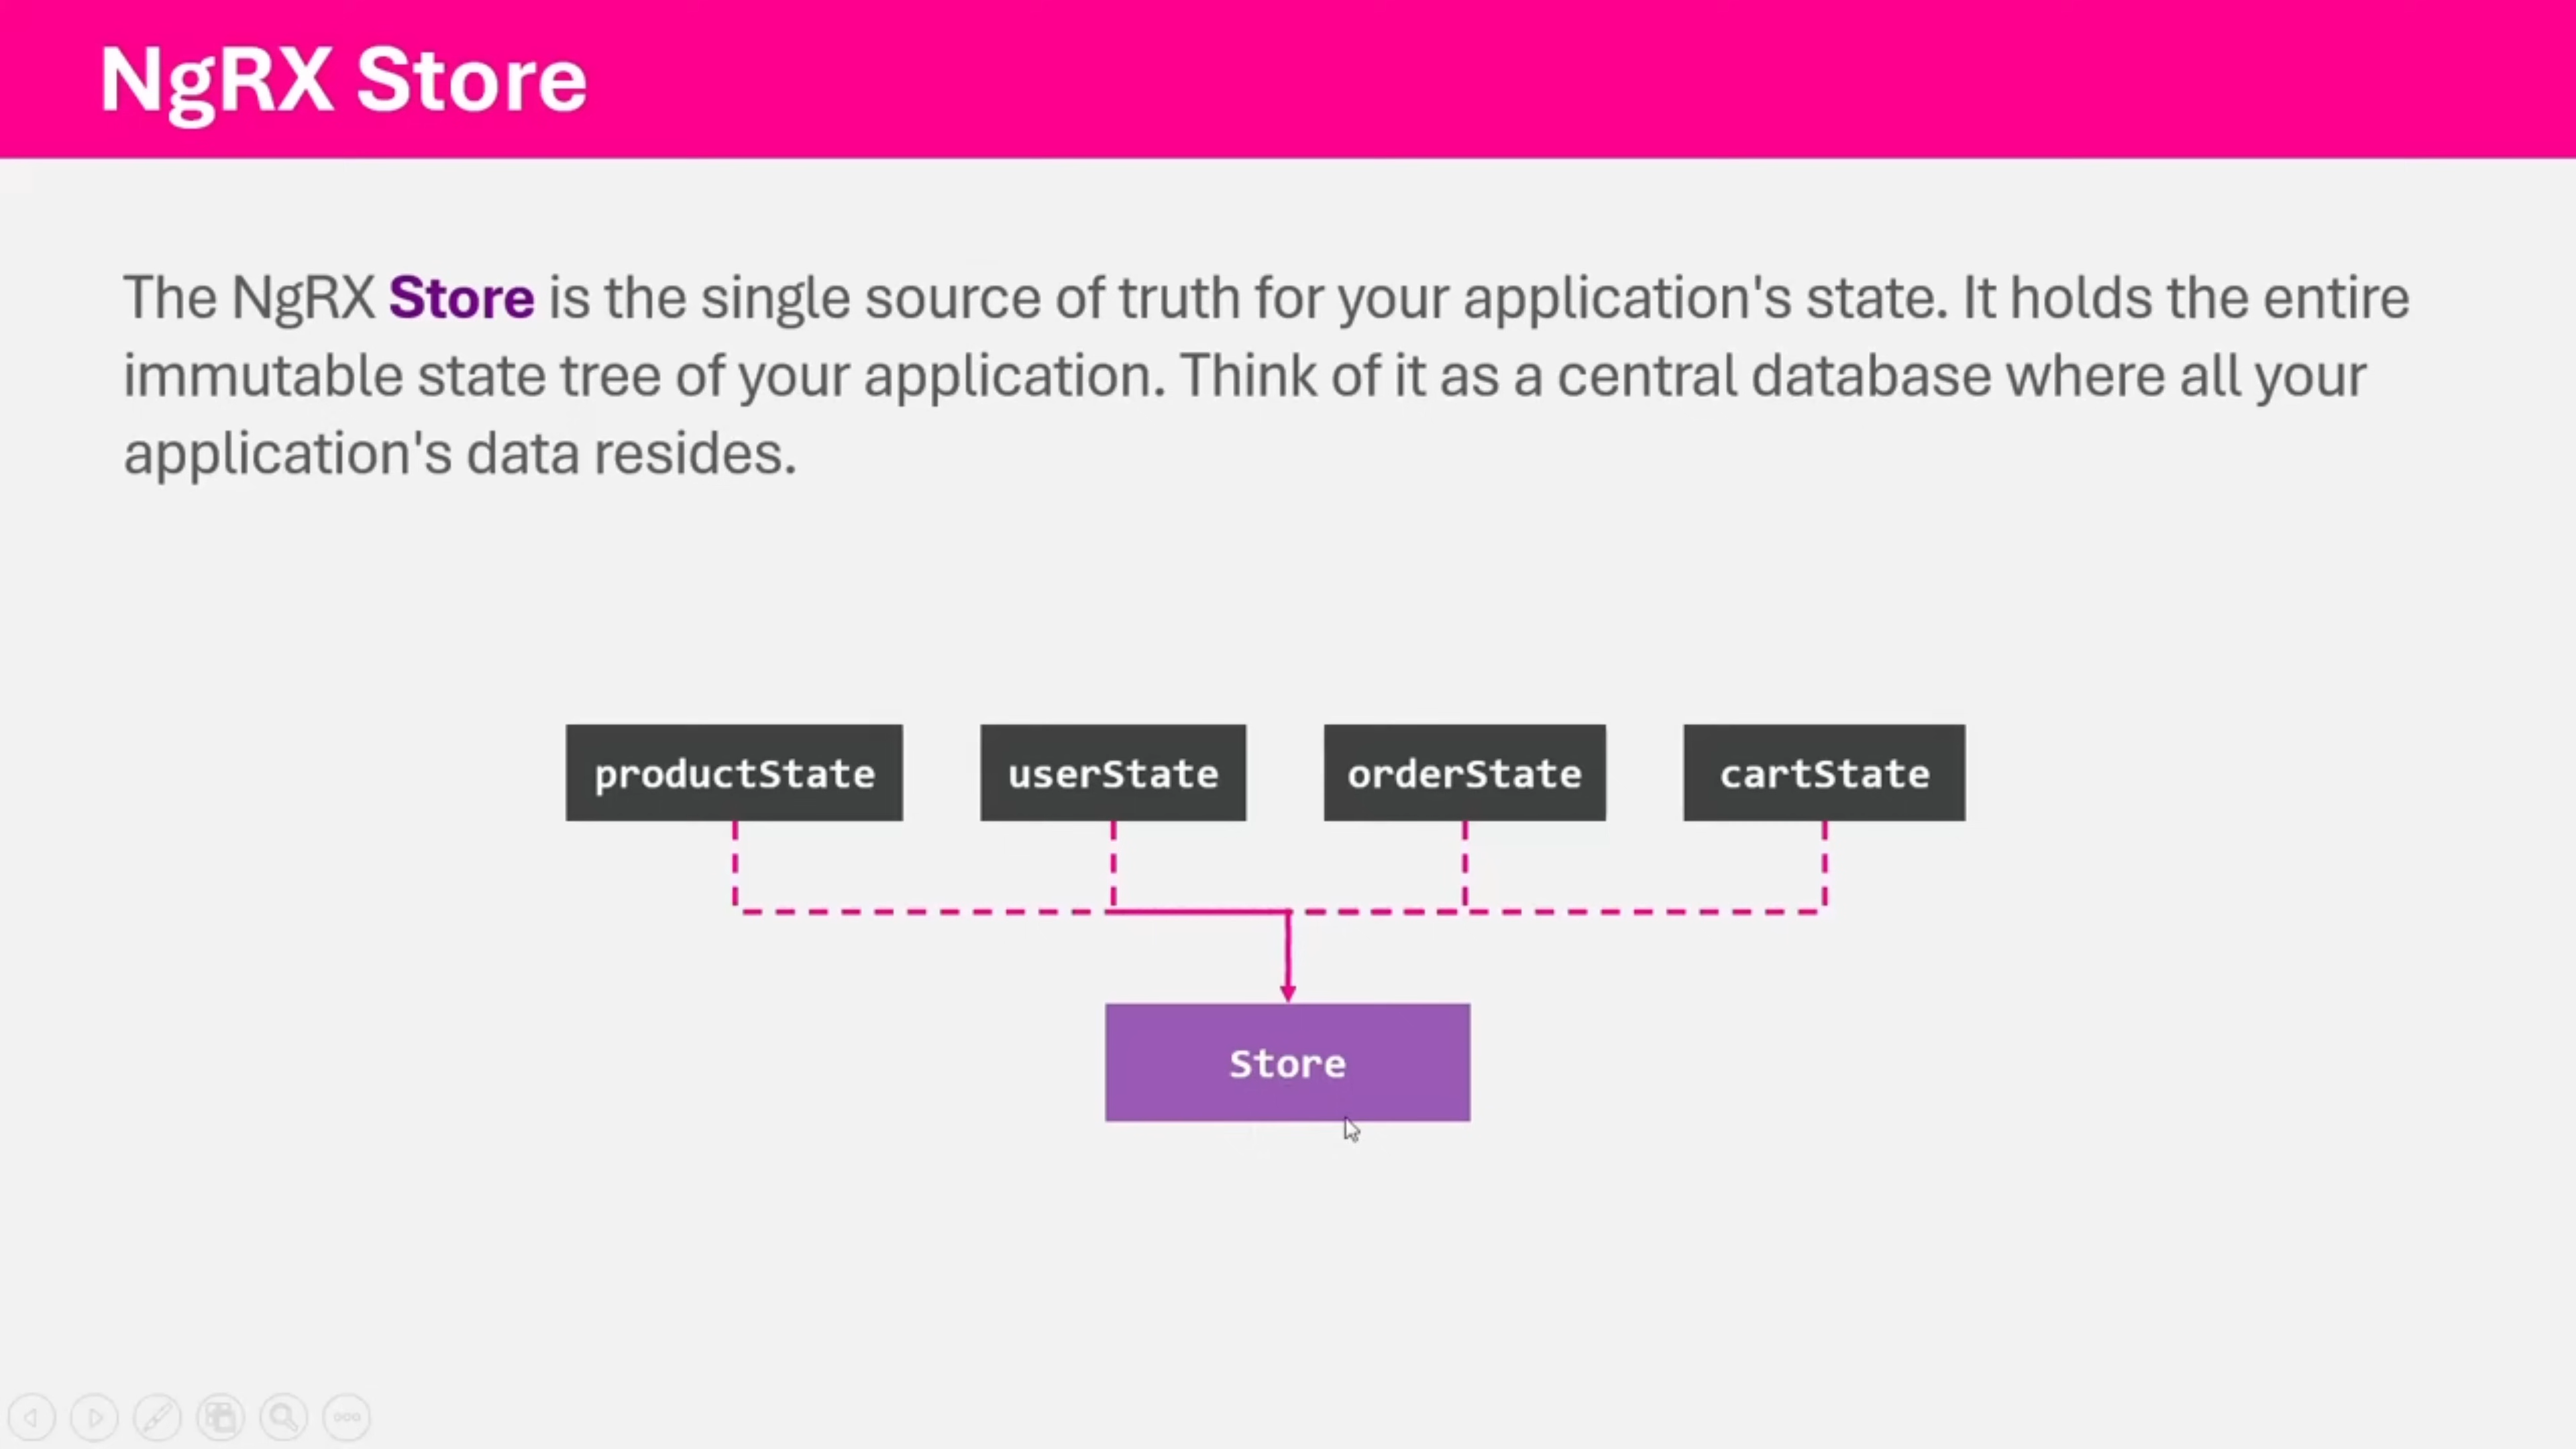 NgRX Store
The NgRX Store is the single source of truth for your application's state. It holds the entire
immutable state tree of your application. Think of it as a central database where all your
application's data resides.
productState userState orderState cartState
Store